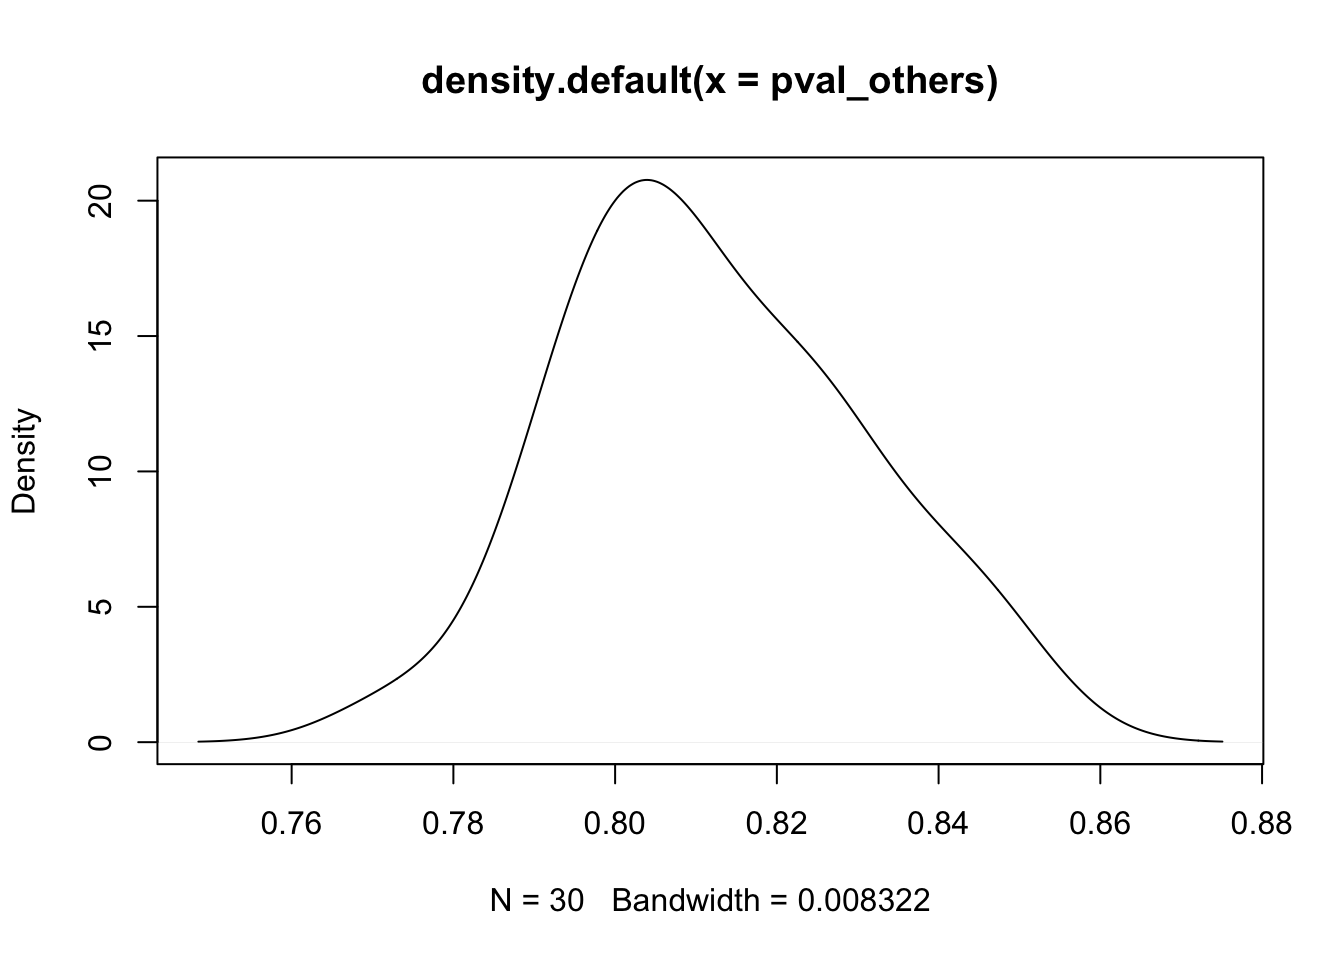 density.default(x = pval_others)
Density
20
15
10
5
0
0.76 0.78 0.80 0.82 0.84 0.86 0.88
N = 30 Bandwidth = 0.008322